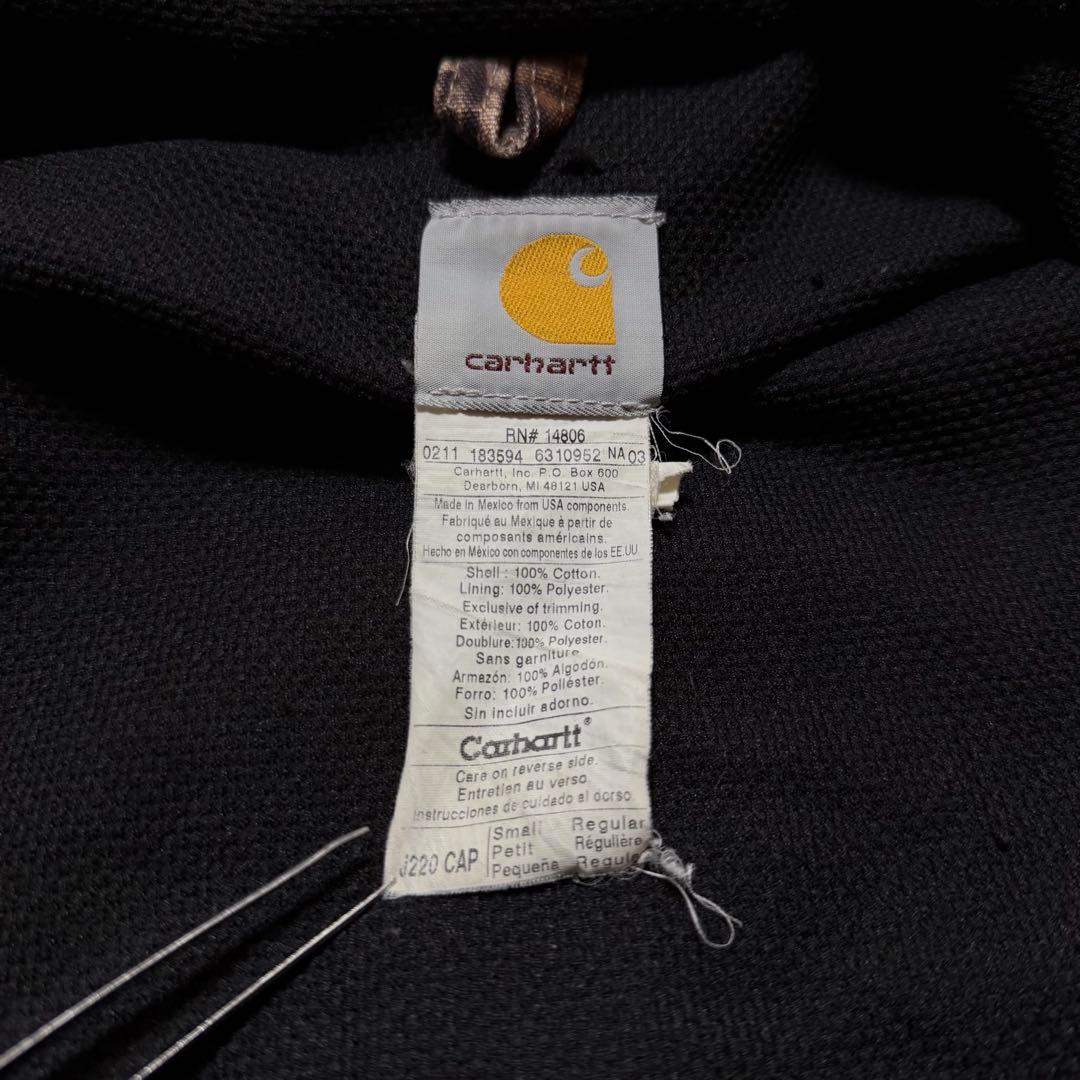 carhartt
RN# 14806
0211 183594 6310952 NA 03
Carhartt, Inc. P.O. Box 600
Dearborn, MI 48121 USA
Made in Mexico from USA components.
Fabriqué au Mexique à partir de
composants américains.
Hecho en México con componentes de los EE.UU
Shell : 100% Cotton.
Lining: 100% Polyester.
Exclusive of trimming.
Extérieur: 100% Coton.
Doublure:100% Polyester.
Sans garniture
Armazón: 100% Algodón.
Forro: 100% Poliéster.
Sin incluir adorno.
Carhartt®
Care on reverse side.
Entretien au verso.
Instrucciones de cuidado al dorso
J220 CAP
Small Regular
Petit Régulière
Pequeña Regula